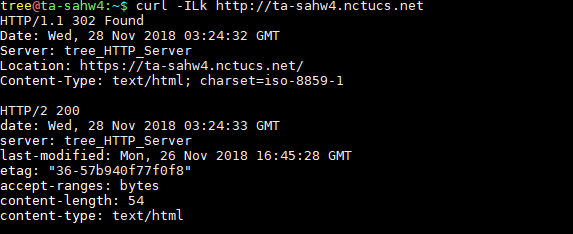 tree@ta-sahw4:~$ curl -ILk http://ta-sahw4.nctucs.net
HTTP/1.1 302 Found
Date: Wed, 28 Nov 2018 03:24:32 GMT
Server: tree_HTTP_Server
Location: https://ta-sahw4.nctucs.net/
Content-Type: text/html; charset=iso-8859-1

HTTP/2 200
date: Wed, 28 Nov 2018 03:24:33 GMT
server: tree_HTTP_Server
last-modified: Mon, 26 Nov 2018 16:45:28 GMT
etag: "36-57b940f77f0f8"
accept-ranges: bytes
content-length: 54
content-type: text/html